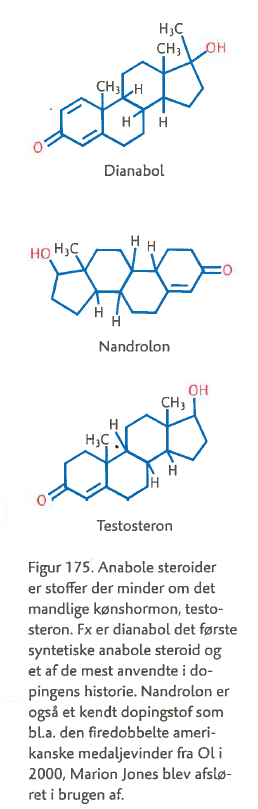 H₃C
CH₃ OH
CH₃ H
H H
O
Dianabol
HO H₃C H H
O
H H
Nandrolon
OH
CH₃
H
H₃C
H H
O
Testosteron
Figur 175. Anabole steroider
er stoffer der minder om det
mandlige kønshormon, testo-
steron. Fx er dianabol det første
syntetiske anabole steroid og
et af de mest anvendte i do-
pingens historie. Nandrolon er
også et kendt dopingstof som
bl.a. den firedobbelte ameri-
kanske medaljevinder fra Ol i
2000, Marion Jones blev afslø-
ret i brugen af.